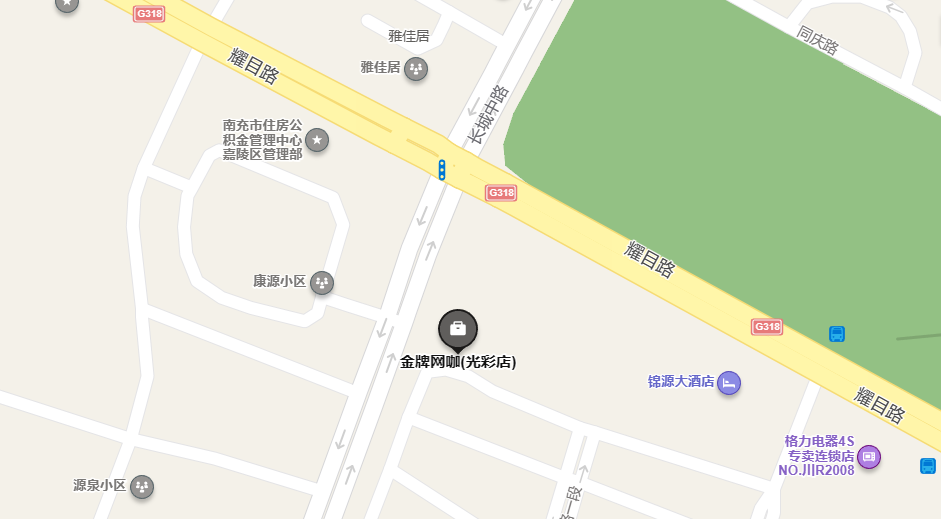 G318
雅佳居
同庆路
耀目路
雅佳居
长城中路
南充市住房公
积金管理中心
嘉陵区管理部
G318
耀目路
康源小区
G318
金牌网咖(光彩店)
锦源大酒店
耀目路
格力电器4S
专卖连锁店
NO.川R2008
源泉小区
路一段